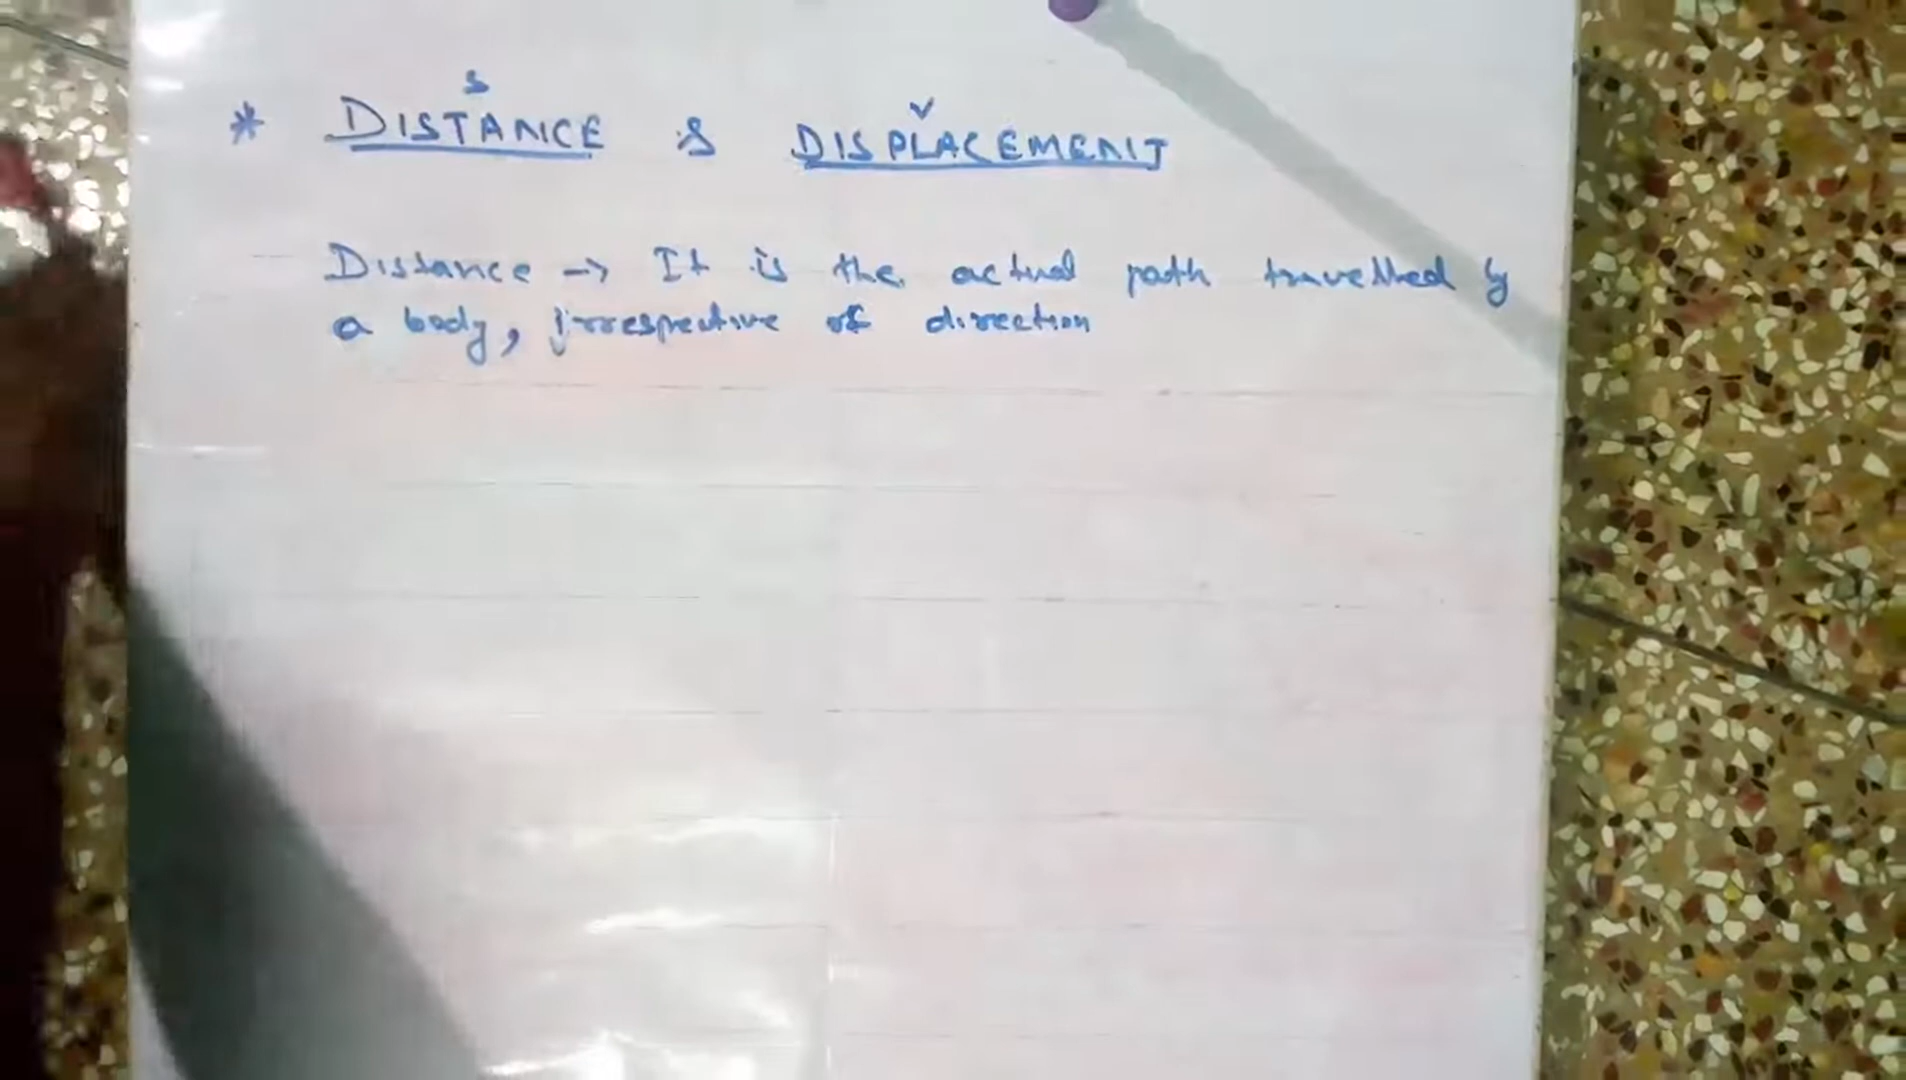 s v
* DISTANCE & DISPLACEMENT
Distance -> It is the actual path travelled by
a body, irrespective of direction